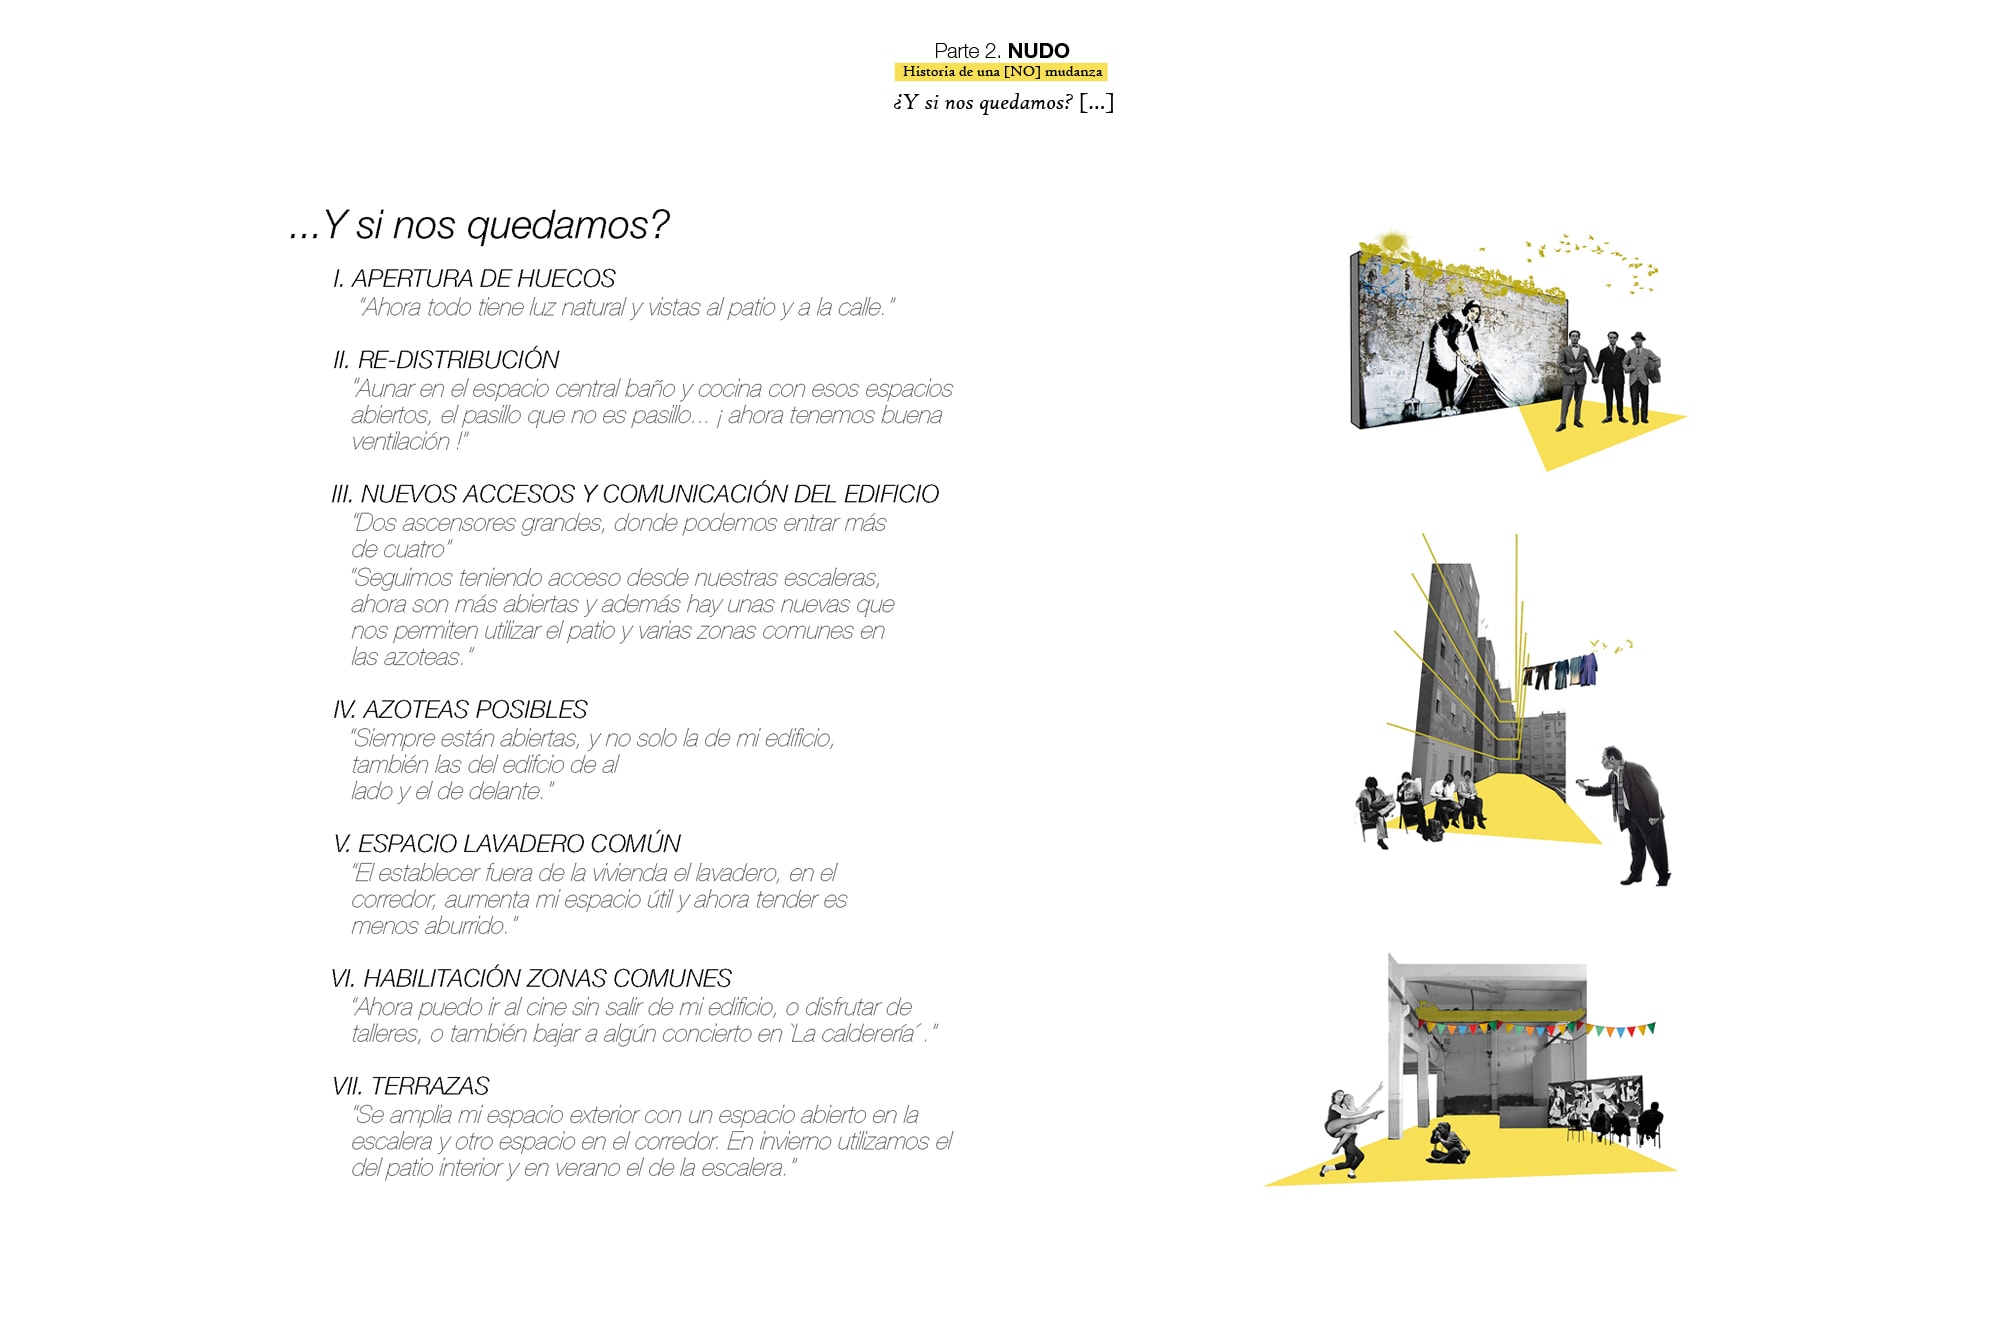 Parte 2. NUDO
Historia de una [NO] mudanza
¿Y si nos quedamos? [...]
...Y si nos quedamos?
I. APERTURA DE HUECOS
"Ahora todo tiene luz natural y vistas al patio y a la calle."
II. RE-DISTRIBUCIÓN
"Aunar en el espacio central baño y cocina con esos espacios
abiertos, el pasillo que no es pasillo... ¡ ahora tenemos buena
ventilación !"
III. NUEVOS ACCESOS Y COMUNICACIÓN DEL EDIFICIO
"Dos ascensores grandes, donde podemos entrar más
de cuatro"
"Seguimos teniendo acceso desde nuestras escaleras,
ahora son más abiertas y además hay unas nuevas que
nos permiten utilizar el patio y varias zonas comunes en
las azoteas."
IV. AZOTEAS POSIBLES
"Siempre están abiertas, y no solo la de mi edificio,
también las del edifcio de al
lado y el de delante."
V. ESPACIO LAVADERO COMÚN
"El establecer fuera de la vivienda el lavadero, en el
corredor, aumenta mi espacio útil y ahora tender es
menos aburrido."
VI. HABILITACIÓN ZONAS COMUNES
"Ahora puedo ir al cine sin salir de mi edificio, o disfrutar de
talleres, o también bajar a algún concierto en `La calderería´."
VII. TERRAZAS
"Se amplia mi espacio exterior con un espacio abierto en la
escalera y otro espacio en el corredor. En invierno utilizamos el
del patio interior y en verano el de la escalera."